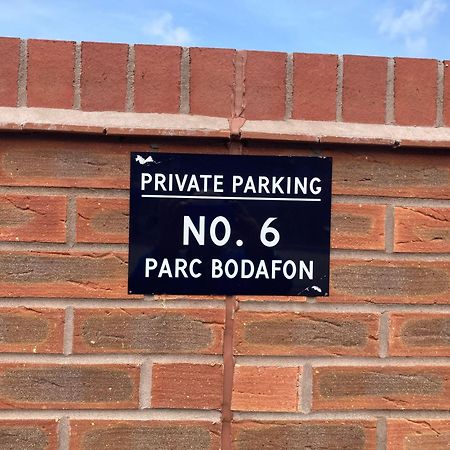 PRIVATE PARKING
NO. 6
PARC BODAFON